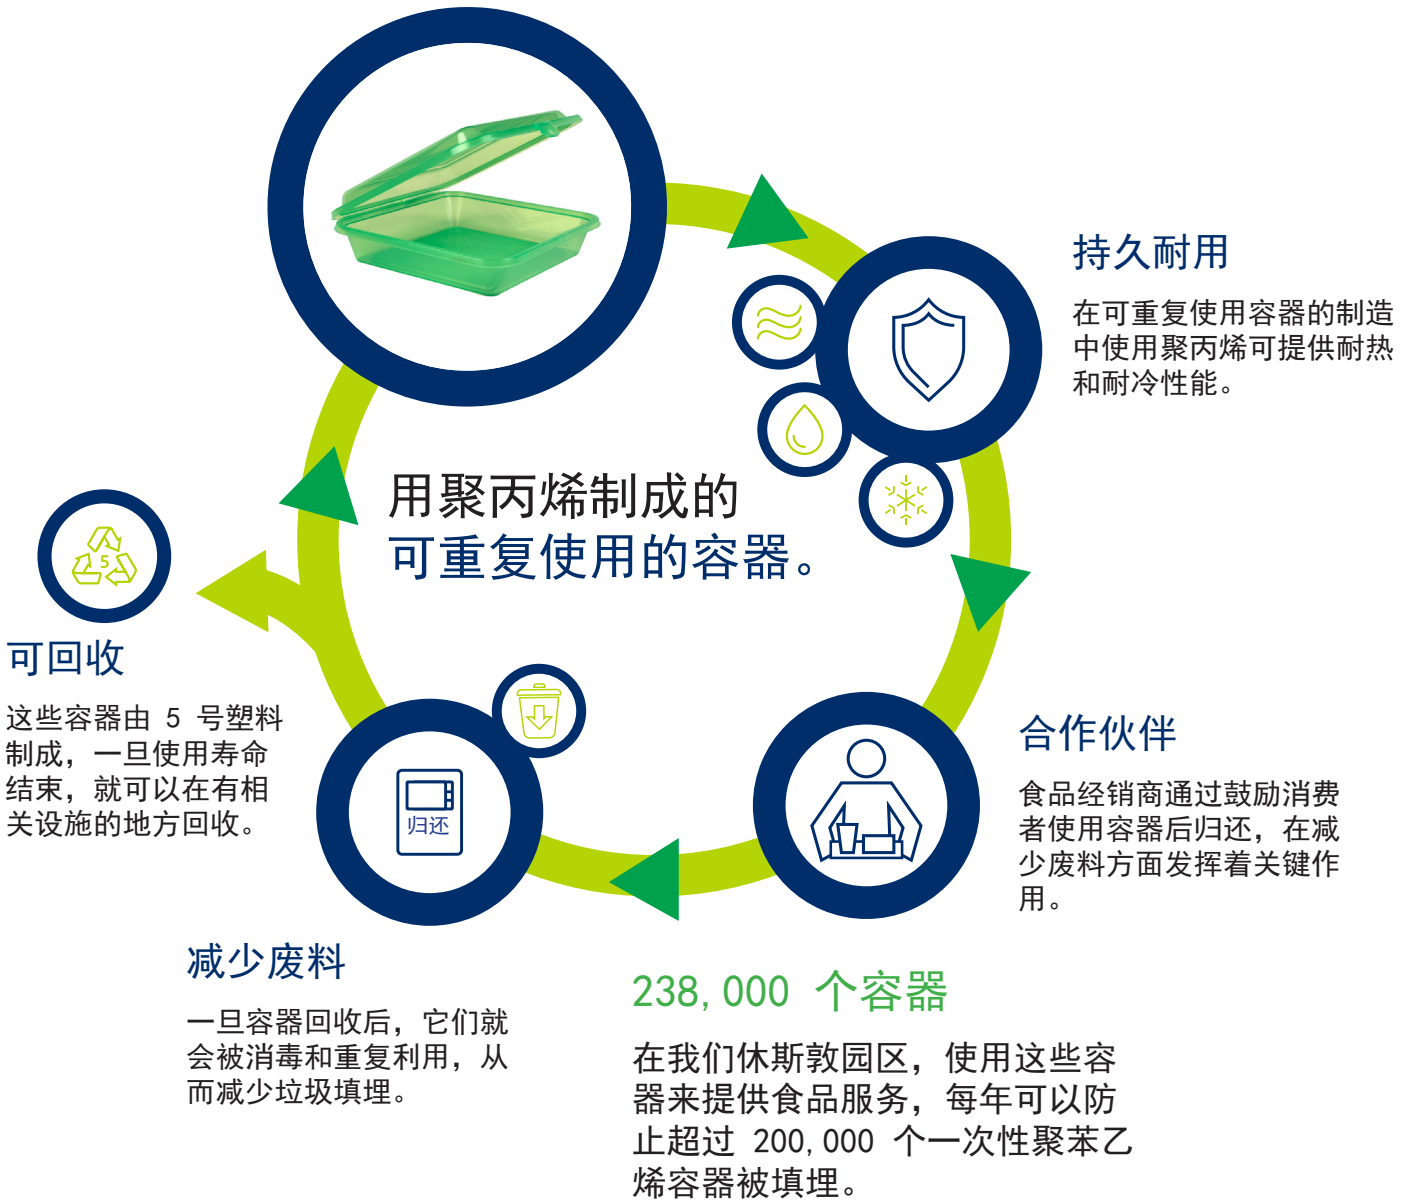 持久耐用
在可重复使用容器的制造
中使用聚丙烯可提供耐热
和耐冷性能。
用聚丙烯制成的
可重复使用的容器。
5
可回收
这些容器由 5 号塑料
制成，一旦使用寿命
结束，就可以在有相
关设施的地方回收。
合作伙伴
食品经销商通过鼓励消费
者使用容器后归还，在减
少废料方面发挥着关键作
用。
归还
减少废料
一旦容器回收后，它们就
会被消毒和重复利用，从
而减少垃圾填埋。
238,000 个容器
在我们休斯敦园区，使用这些容
器来提供食品服务，每年可以防
止超过 200,000 个一次性聚苯乙
烯容器被填埋。